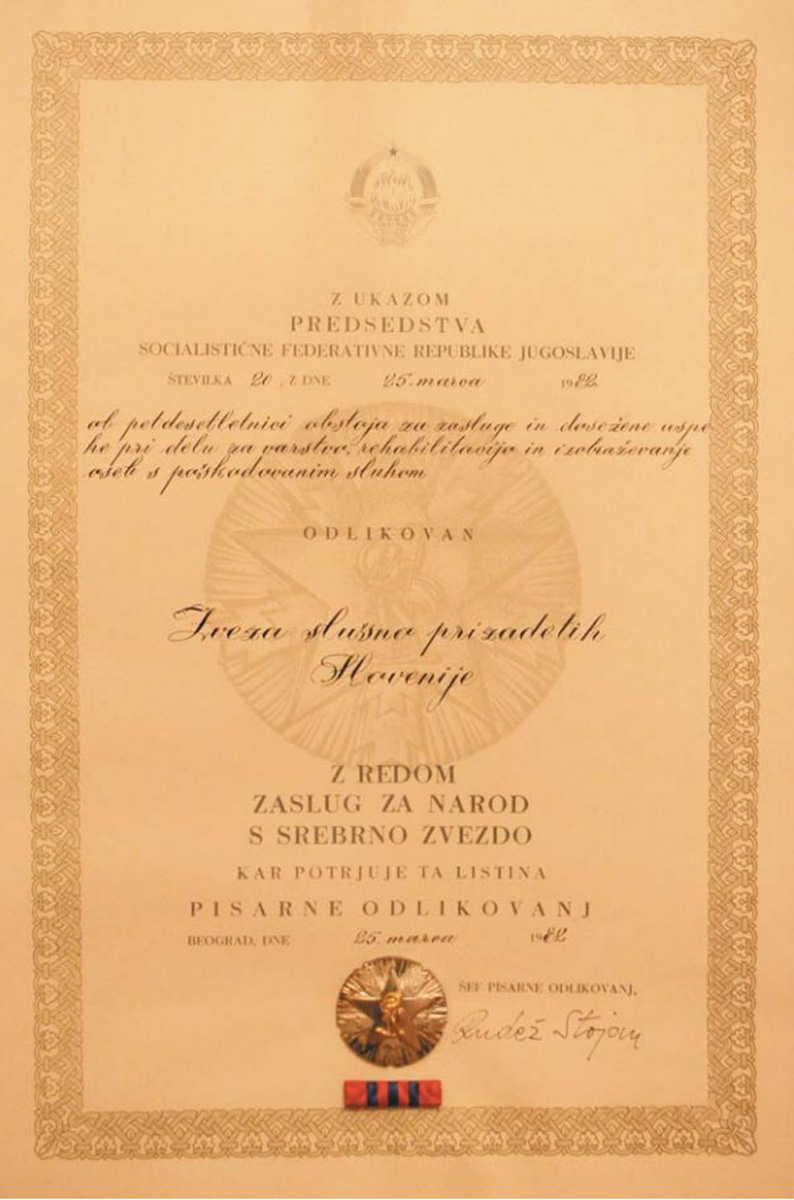 Z UKAZOM
PREDSEDSTVA
SOCIALISTIČNE FEDERATIVNE REPUBLIKE JUGOSLAVIJE
ŠTEVILKA 20, Z DNE 25. marca 1982
ob petdesetletnici obstoja za zasluge in dosežene uspe
he pri delu za varstvo, rehabilitacijo in izobraževanje
oseb s poškodovanim sluhom
ODLIKOVAN
Zveza slušno prizadetih
Slovenije
Z REDOM
ZASLUG ZA NAROD
S SREBRNO ZVEZDO
KAR POTRJUJE TA LISTINA
PISARNE ODLIKOVANJ
BEOGRAD, DNE 25. marca 1982
ŠEF PISARNE ODLIKOVANJ,
Rudež Stojan